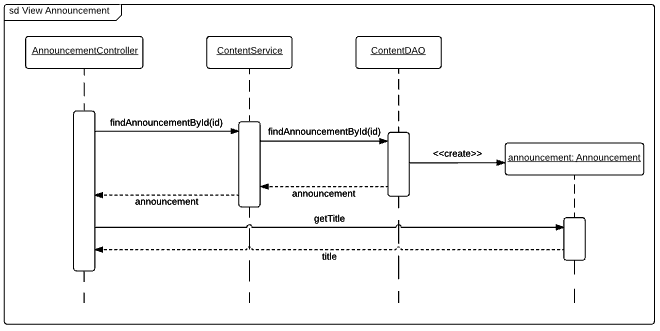 sd View Announcement
AnnouncementController
ContentService
ContentDAO
findAnnouncementById(id)
findAnnouncementById(id)
<<create>>
announcement: Announcement
announcement
announcement
getTitle
title